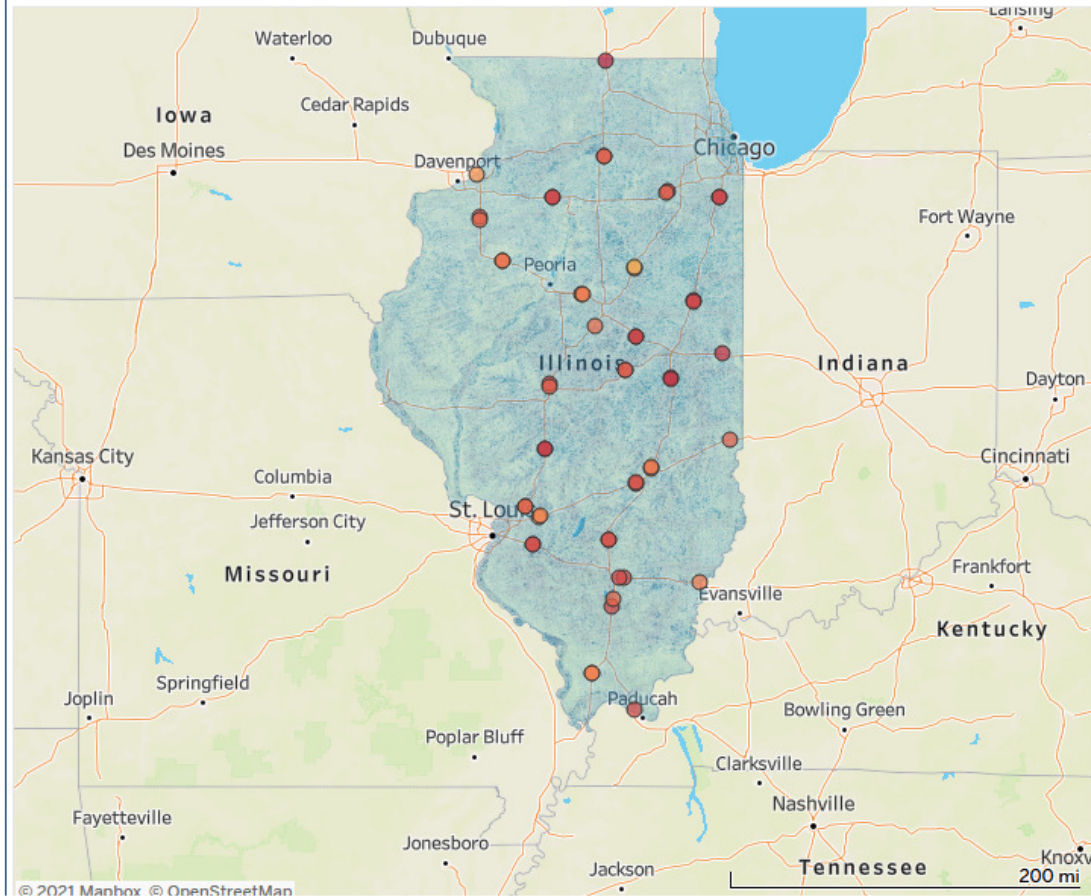 Lansing
Waterloo
Dubuque
Cedar Rapids
Iowa
Des Moines
Davenport
Chicago
Fort Wayne
Peoria
Illinois
Indiana
Dayton
Kansas City
Columbia
Cincinnati
St. Louis
Jefferson City
Missouri
Frankfort
Evansville
Kentucky
Springfield
Joplin
Paducah
Bowling Green
Poplar Bluff
Clarksville
Nashville
Fayetteville
Jonesboro
Jackson
Tennessee
Knoxv
200 mi
© 2021 Mapbox © OpenStreetMap